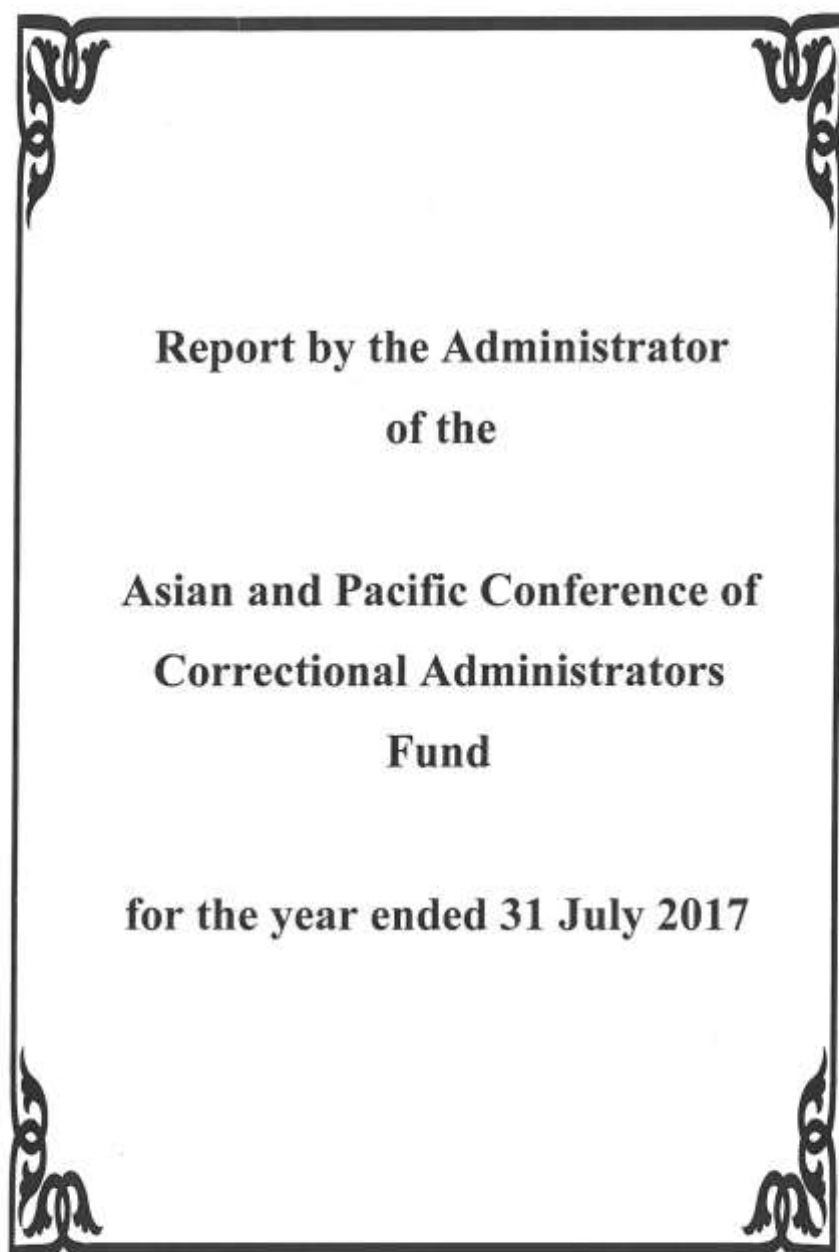 Report by the Administrator
of the
Asian and Pacific Conference of
Correctional Administrators
Fund
for the year ended 31 July 2017